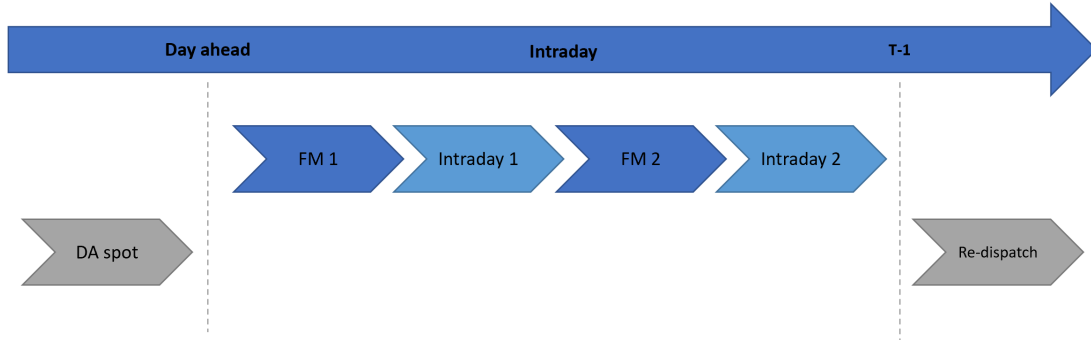 Day ahead
Intraday
T-1
FM 1
Intraday 1
FM 2
Intraday 2
DA spot
Re-dispatch